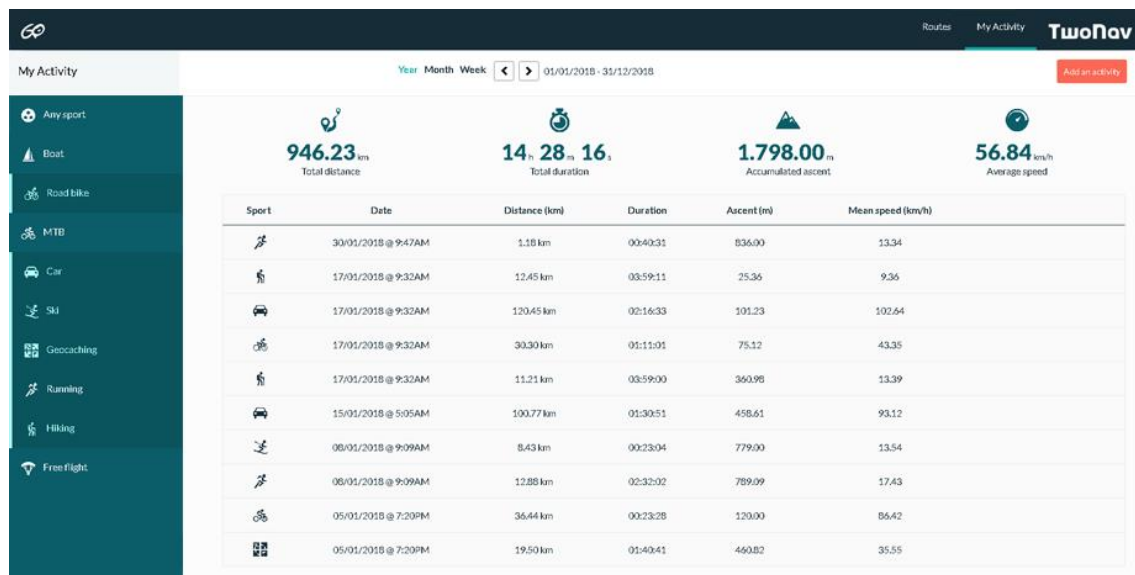 GO
Routes My Activity TwoNav
My Activity Year Month Week 01/01/2018 - 31/12/2018 Add an activity
Any sport
Boat
Road bike
MTB
Car
Ski
Geocaching
Running
Hiking
Free flight
946.23 km 14 h 28 m 16 s 1.798.00 m 56.84 km/h
Total distance Total duration Accumulated ascent Average speed
Sport Date Distance (km) Duration Ascent (m) Mean speed (km/h)
30/01/2018 @ 9:47AM 1.18 km 00:40:31 836.00 13.34
17/01/2018 @ 9:32AM 12.45 km 03:59:11 25.36 9.36
17/01/2018 @ 9:32AM 120.45 km 02:16:33 101.23 102.64
17/01/2018 @ 9:32AM 30.30 km 01:11:01 75.12 43.35
17/01/2018 @ 9:32AM 11.21 km 03:59:00 360.98 13.39
15/01/2018 @ 5:05AM 100.77 km 01:30:51 458.61 93.12
08/01/2018 @ 9:09AM 8.43 km 00:23:04 779.00 13.54
08/01/2018 @ 9:09AM 12.88 km 02:32:02 789.09 17.43
05/01/2018 @ 7:20PM 36.44 km 00:23:28 120.00 86.42
05/01/2018 @ 7:20PM 19.50 km 01:40:41 460.82 35.55